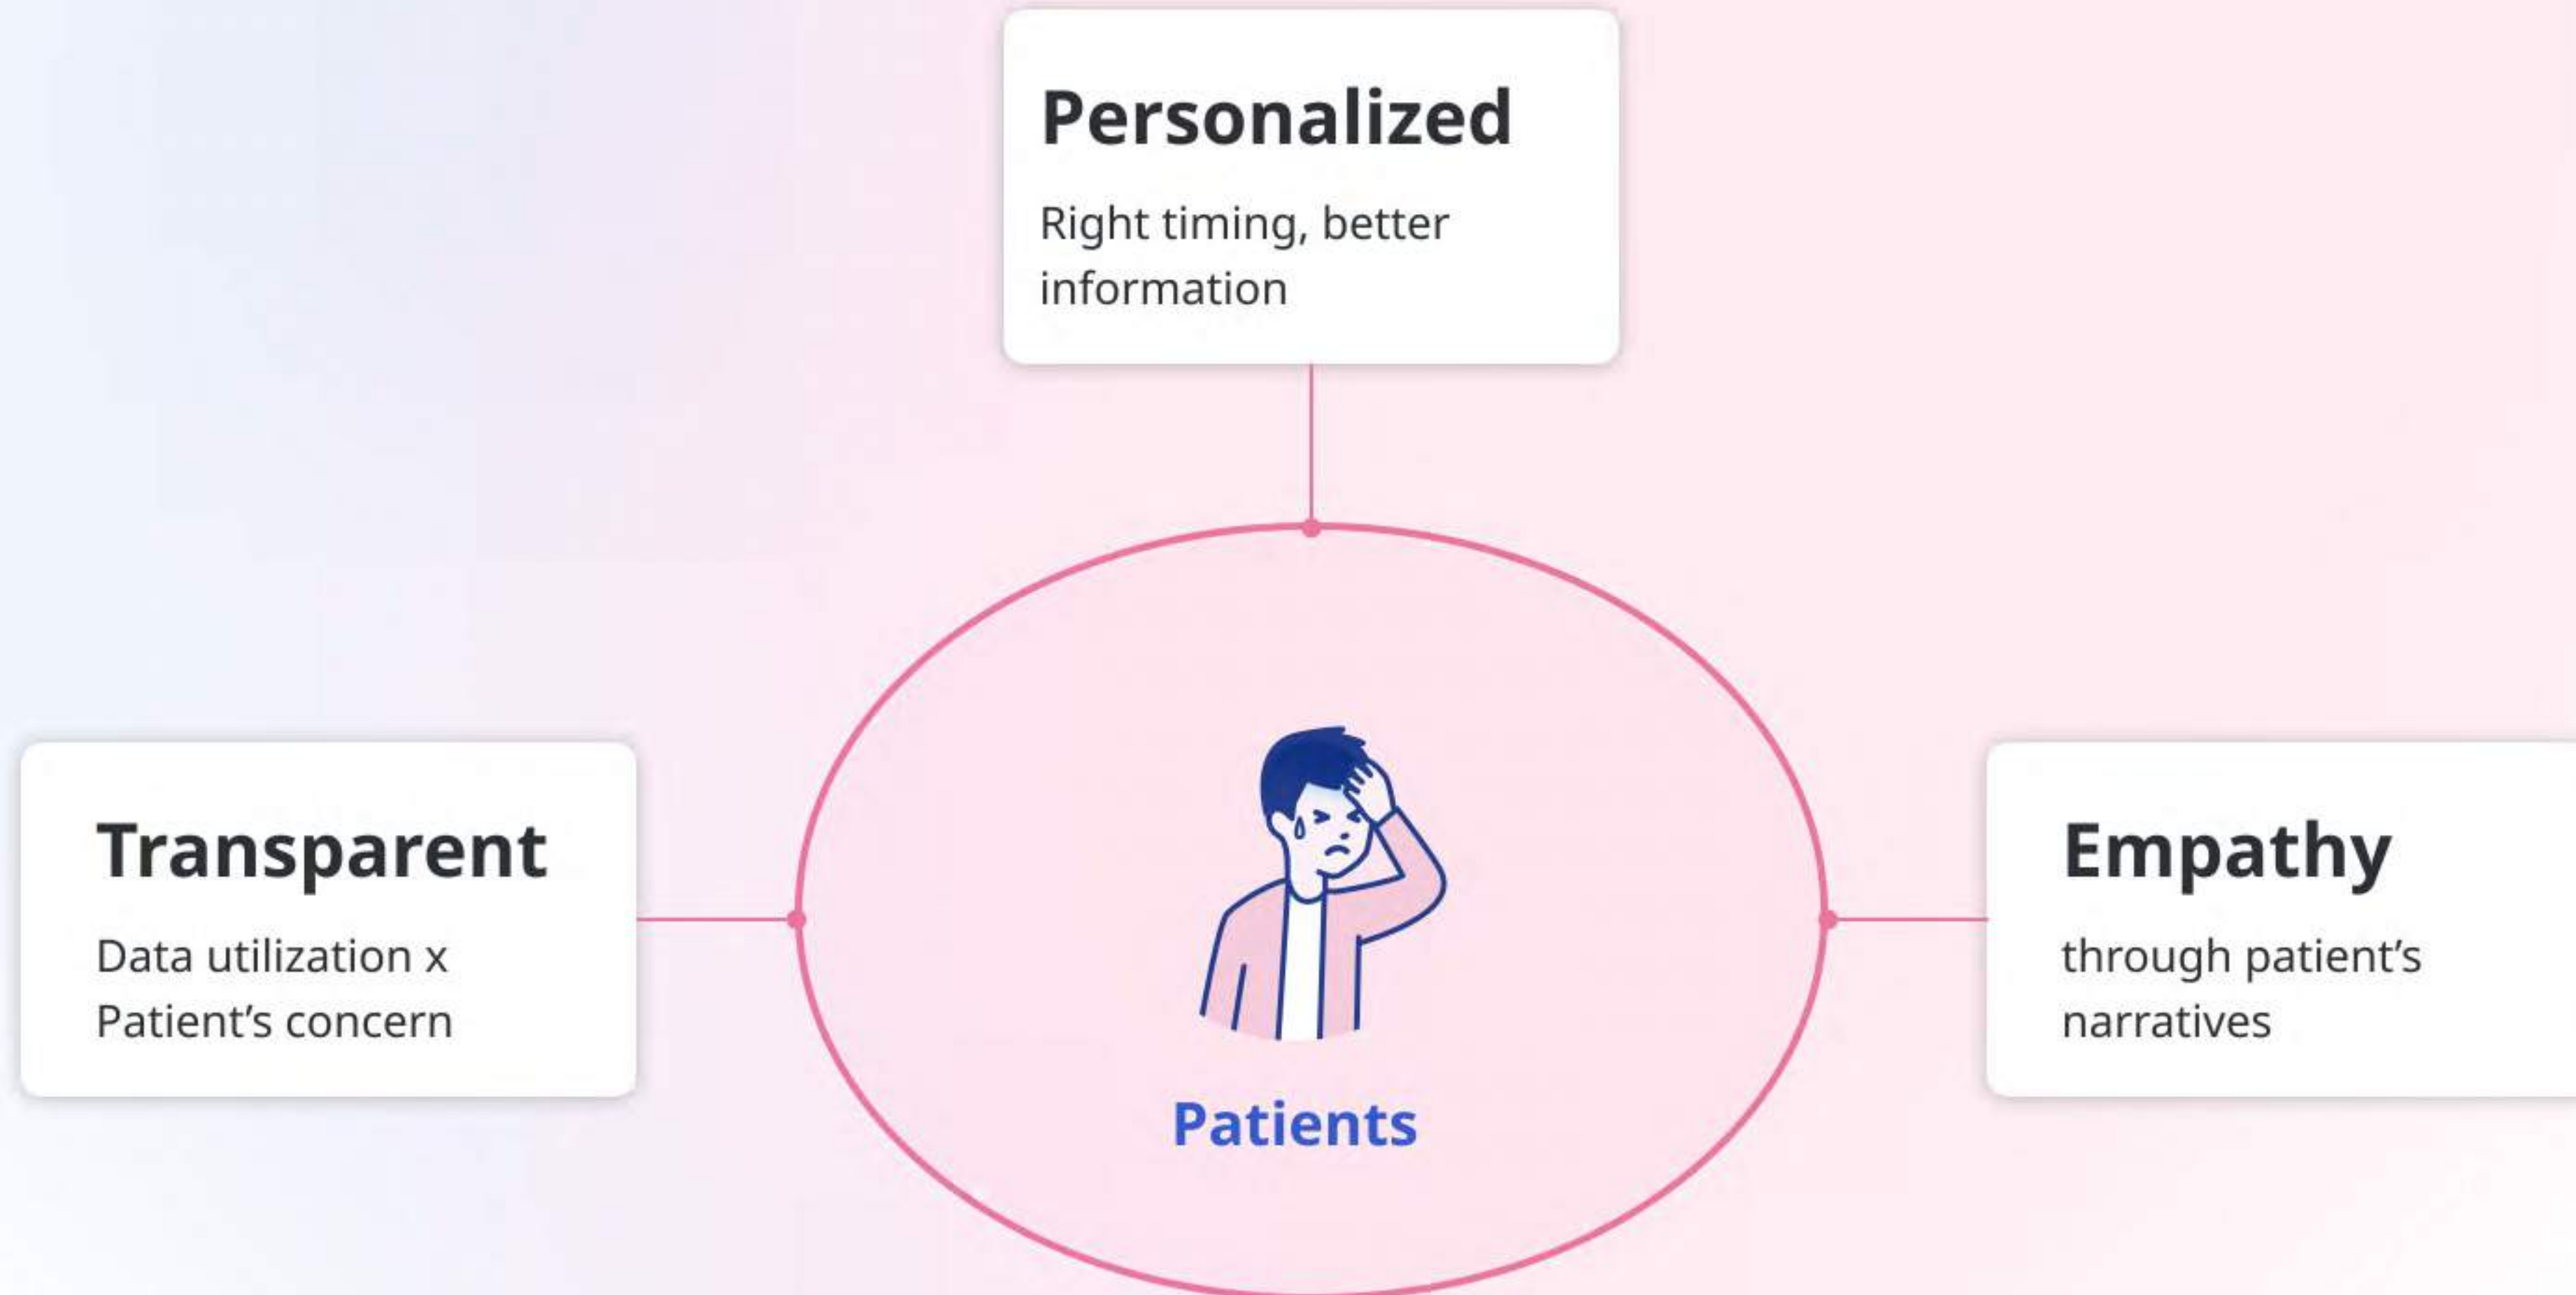 Personalized
Right timing, better
information
Transparent
Data utilization x
Patient’s concern
Empathy
through patient’s
narratives
Patients